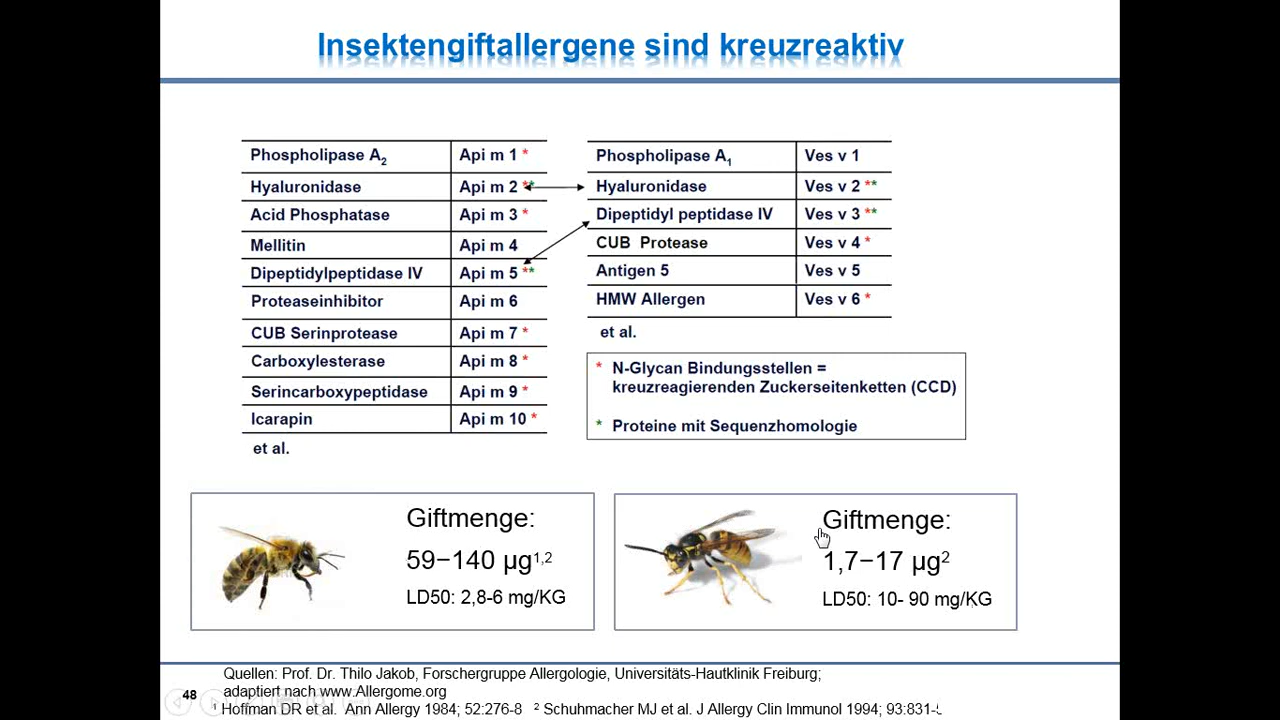 Insektengiftallergene sind kreuzreaktiv
Phospholipase A2 Api m 1 *
Hyaluronidase Api m 2 **
Acid Phosphatase Api m 3 *
Mellitin Api m 4
Dipeptidylpeptidase IV Api m 5 **
Proteaseinhibitor Api m 6
CUB Serinprotease Api m 7 *
Carboxylesterase Api m 8 *
Serincarboxypeptidase Api m 9 *
Icarapin Api m 10 *
et al.
Phospholipase A1 Ves v 1
Hyaluronidase Ves v 2 **
Dipeptidyl peptidase IV Ves v 3 **
CUB Protease Ves v 4 *
Antigen 5 Ves v 5
HMW Allergen Ves v 6 *
et al.
* N-Glycan Bindungsstellen =
kreuzreagierenden Zuckerseitenketten (CCD)
* Proteine mit Sequenzhomologie
Giftmenge:
59–140 µg1,2
LD50: 2,8-6 mg/KG
Giftmenge:
1,7–17 µg2
LD50: 10- 90 mg/KG
Quellen: Prof. Dr. Thilo Jakob, Forschergruppe Allergologie, Universitäts-Hautklinik Freiburg;
adaptiert nach www.Allergome.org
1 Hoffman DR et al. Ann Allergy 1984; 52:276-8 2 Schuhmacher MJ et al. J Allergy Clin Immunol 1994; 93:831-
48